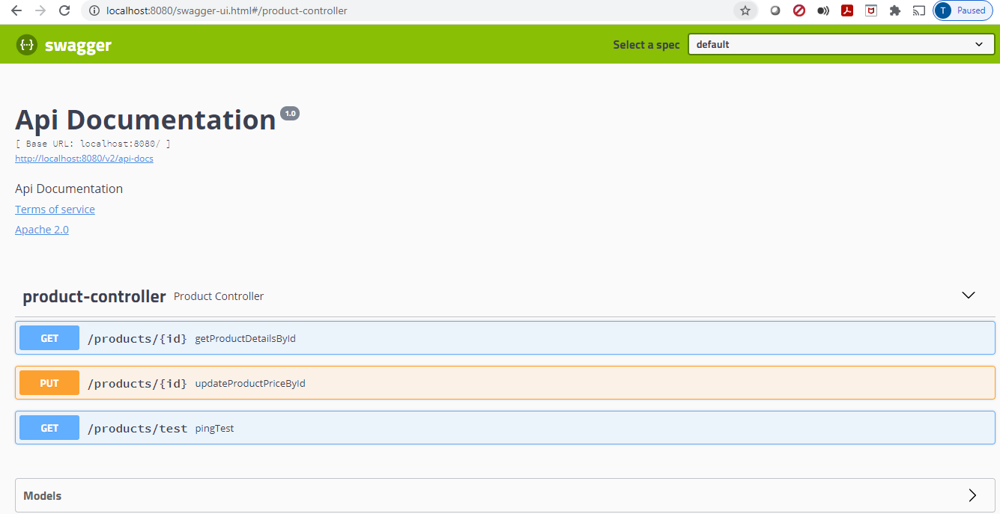 localhost:8080/swagger-ui.html#/product-controller
T Paused
{··} swagger
Select a spec default
Api Documentation 1.0
[ Base URL: localhost:8080/ ]
http://localhost:8080/v2/api-docs
Api Documentation
Terms of service
Apache 2.0
product-controller Product Controller
GET /products/{id} getProductDetailsById
PUT /products/{id} updateProductPriceById
GET /products/test pingTest
Models